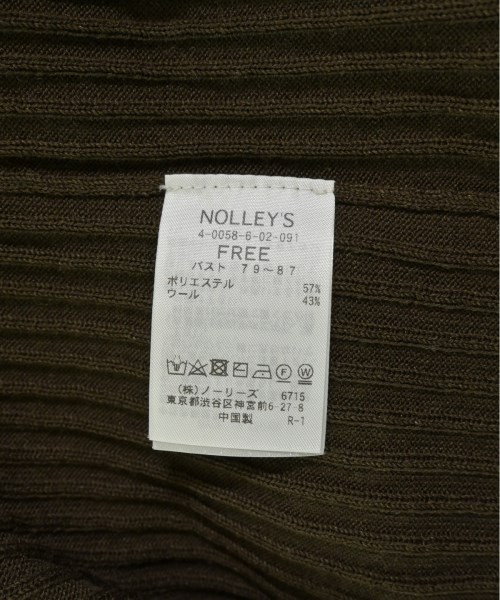 NOLLEY'S
4-0058-6-02-091
FREE
バスト 79~87
ポリエステル 57%
ウール 43%
(株)ノーリーズ 6715
東京都渋谷区神宮前6-27-8
中国製 R-1